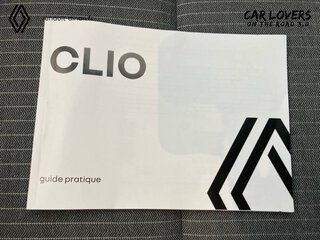 CAR LOVERS
ON THE ROAD 3.0
CLIO
guide pratique